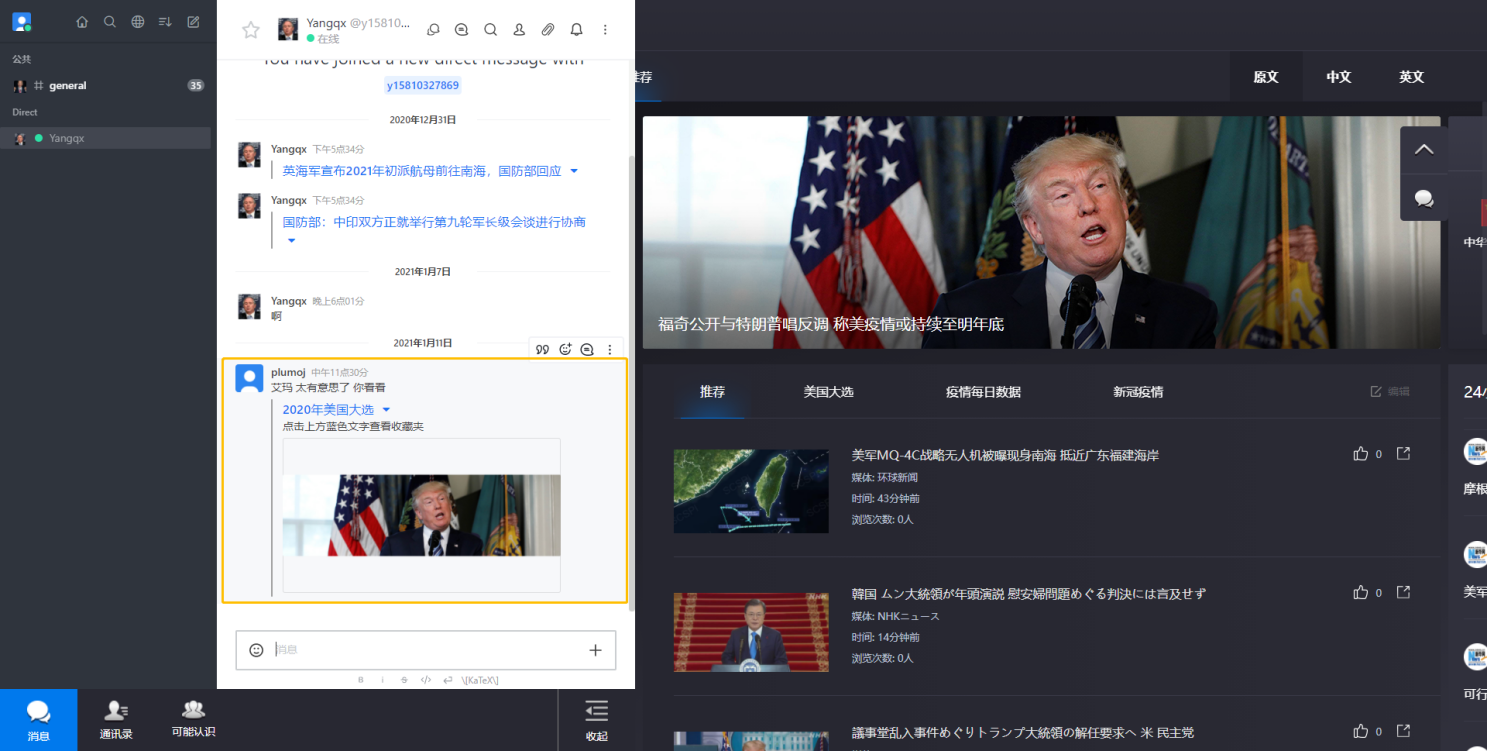 公共
general
35
Direct
Yangqx
Yangqx @y15810...
在线
You have joined a new direct message with
y15810327869
2020年12月31日
Yangqx 下午5点34分
英海军宣布2021年初派航母前往南海，国防部回应
Yangqx 下午5点34分
国防部：中印双方正就举行第九轮军长级会谈进行协商
2021年1月7日
Yangqx 晚上6点01分
啊
2021年1月11日
plumoj 中午11点30分
艾玛 太有意思了 你看看
2020年美国大选
点击上方蓝色文字查看收藏夹
消息
B i S </> \[KaTeX\]
消息
通讯录
可能认识
收起
推荐
原文
中文
英文
福奇公开与特朗普唱反调 称美疫情或持续至明年底
中华
推荐
美国大选
疫情每日数据
新冠疫情
编辑
24小
美军MQ-4C战略无人机被曝现身南海 抵近广东福建海岸
0
媒体: 环球新闻
时间: 43分钟前
浏览次数: 0人
摩根
韓国 ムン大統領が年頭演説 慰安婦問題めぐる判決には言及せず
0
媒体: NHKニュース
时间: 14分钟前
浏览次数: 0人
美军
議事堂乱入事件めぐりトランプ大統領の解任要求へ 米 民主党
0
可行